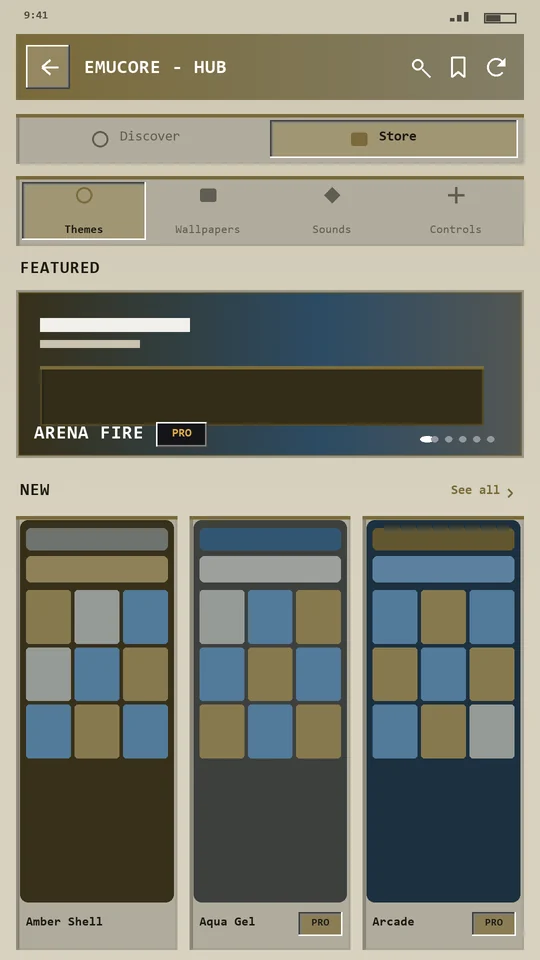 9:41
EMUCORE - HUB
Discover
Store
Themes
Wallpapers
Sounds
Controls
FEATURED
ARENA FIRE
PRO
NEW
See all
Amber Shell
Aqua Gel
PRO
Arcade
PRO